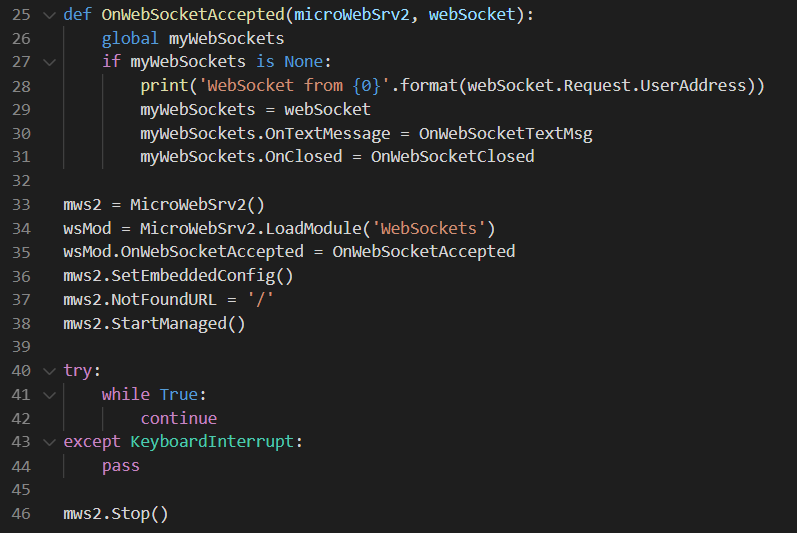 25 def OnWebSocketAccepted(microWebSrv2, webSocket):
26     global myWebSockets
27     if myWebSockets is None:
28         print('WebSocket from {0}'.format(webSocket.Request.UserAddress))
29         myWebSockets = webSocket
30         myWebSockets.OnTextMessage = OnWebSocketTextMsg
31         myWebSockets.OnClosed = OnWebSocketClosed
32
33 mws2 = MicroWebSrv2()
34 wsMod = MicroWebSrv2.LoadModule('WebSockets')
35 wsMod.OnWebSocketAccepted = OnWebSocketAccepted
36 mws2.SetEmbeddedConfig()
37 mws2.NotFoundURL = '/'
38 mws2.StartManaged()
39
40 try:
41     while True:
42         continue
43 except KeyboardInterrupt:
44     pass
45
46 mws2.Stop()